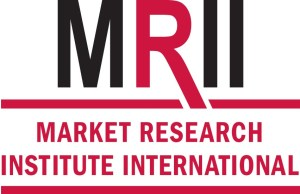 MRII
MARKET RESEARCH
INSTITUTE INTERNATIONAL